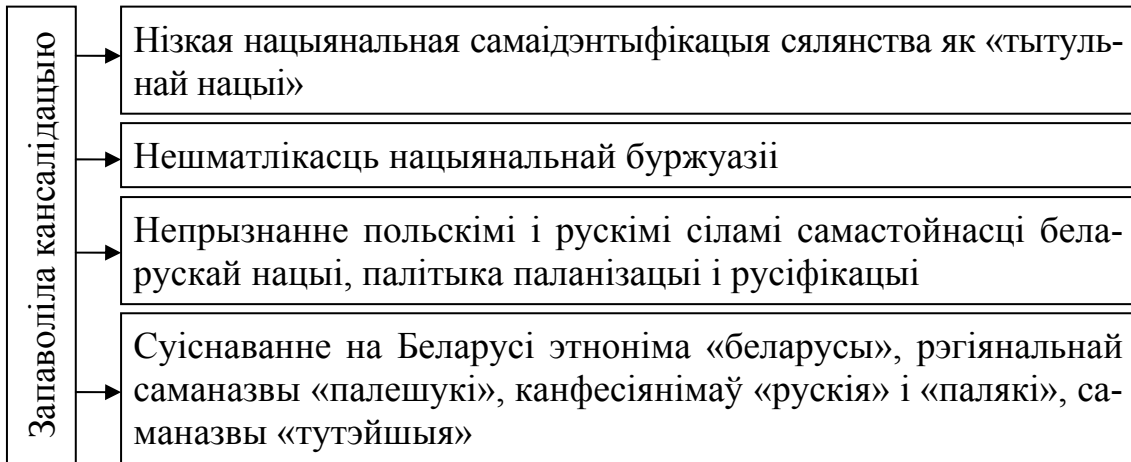 Запаволіла кансалідацыю
Нізкая нацыянальная самаідэнтыфікацыя сялянства як «тытуль-
най нацыі»
Нешматлікасць нацыянальнай буржуазіі
Непрызнанне польскімі і рускімі сіламі самастойнасці бела-
рускай нацыі, палітыка паланізацыі і русіфікацыі
Суіснаванне на Беларусі этноніма «беларусы», рэгіянальнай
саманазвы «палешукі», канфесіянімаў «рускія» і «палякі», са-
маназвы «тутэйшыя»